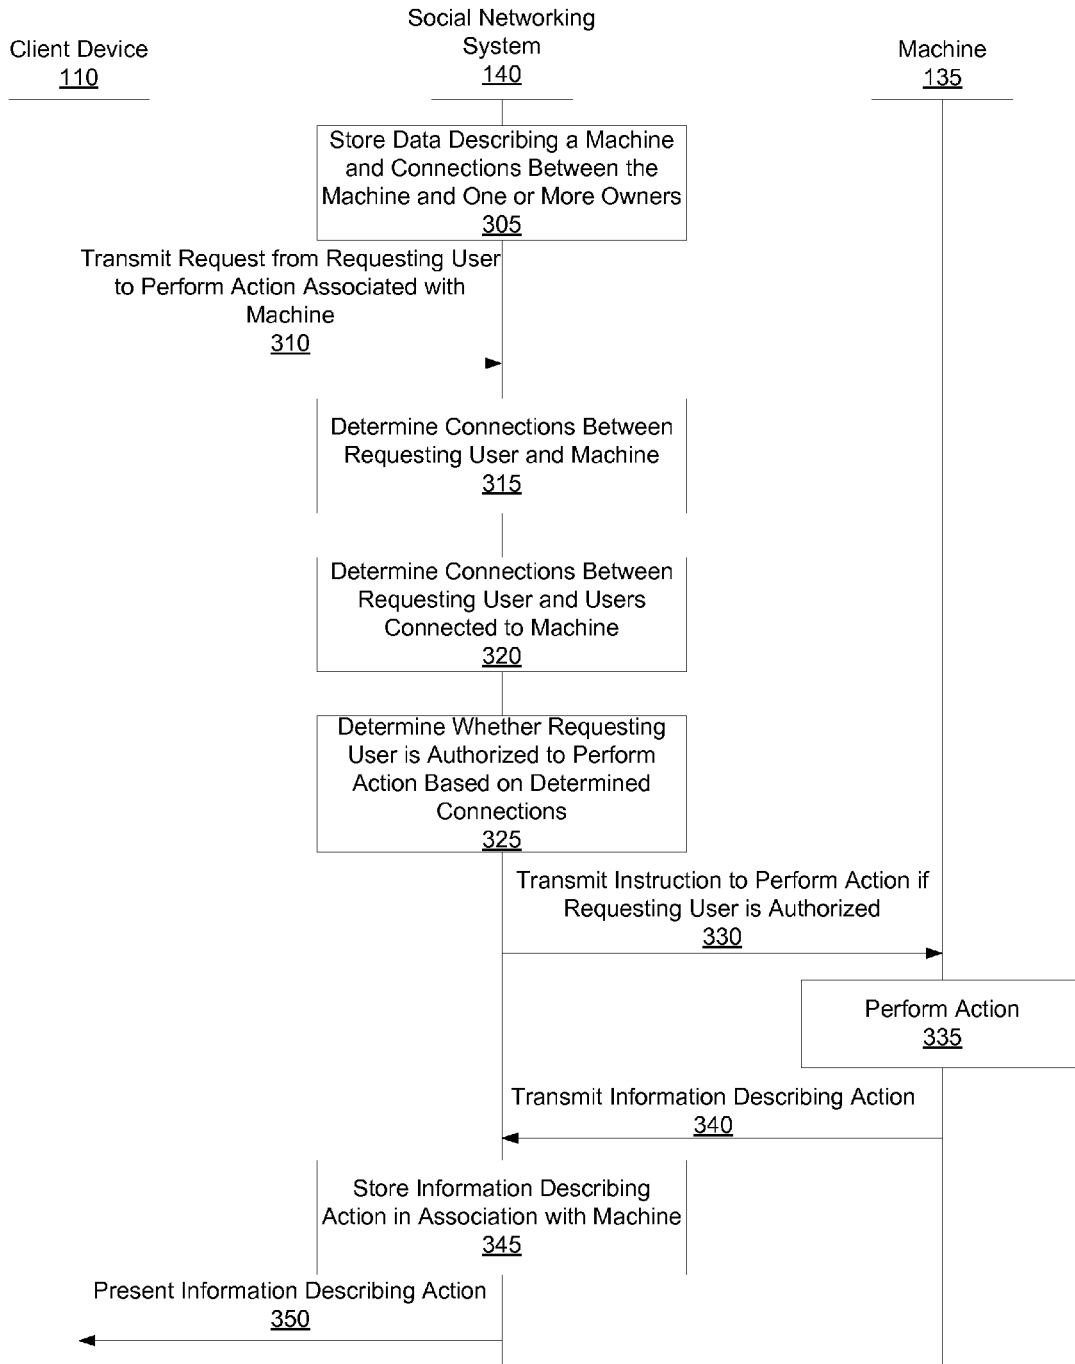 Client Device
110
Social Networking
System
140
Machine
135
Store Data Describing a Machine
and Connections Between the
Machine and One or More Owners
305
Transmit Request from Requesting User
to Perform Action Associated with
Machine
310
Determine Connections Between
Requesting User and Machine
315
Determine Connections Between
Requesting User and Users
Connected to Machine
320
Determine Whether Requesting
User is Authorized to Perform
Action Based on Determined
Connections
325
Transmit Instruction to Perform Action if
Requesting User is Authorized
330
Perform Action
335
Transmit Information Describing Action
340
Store Information Describing
Action in Association with Machine
345
Present Information Describing Action
350